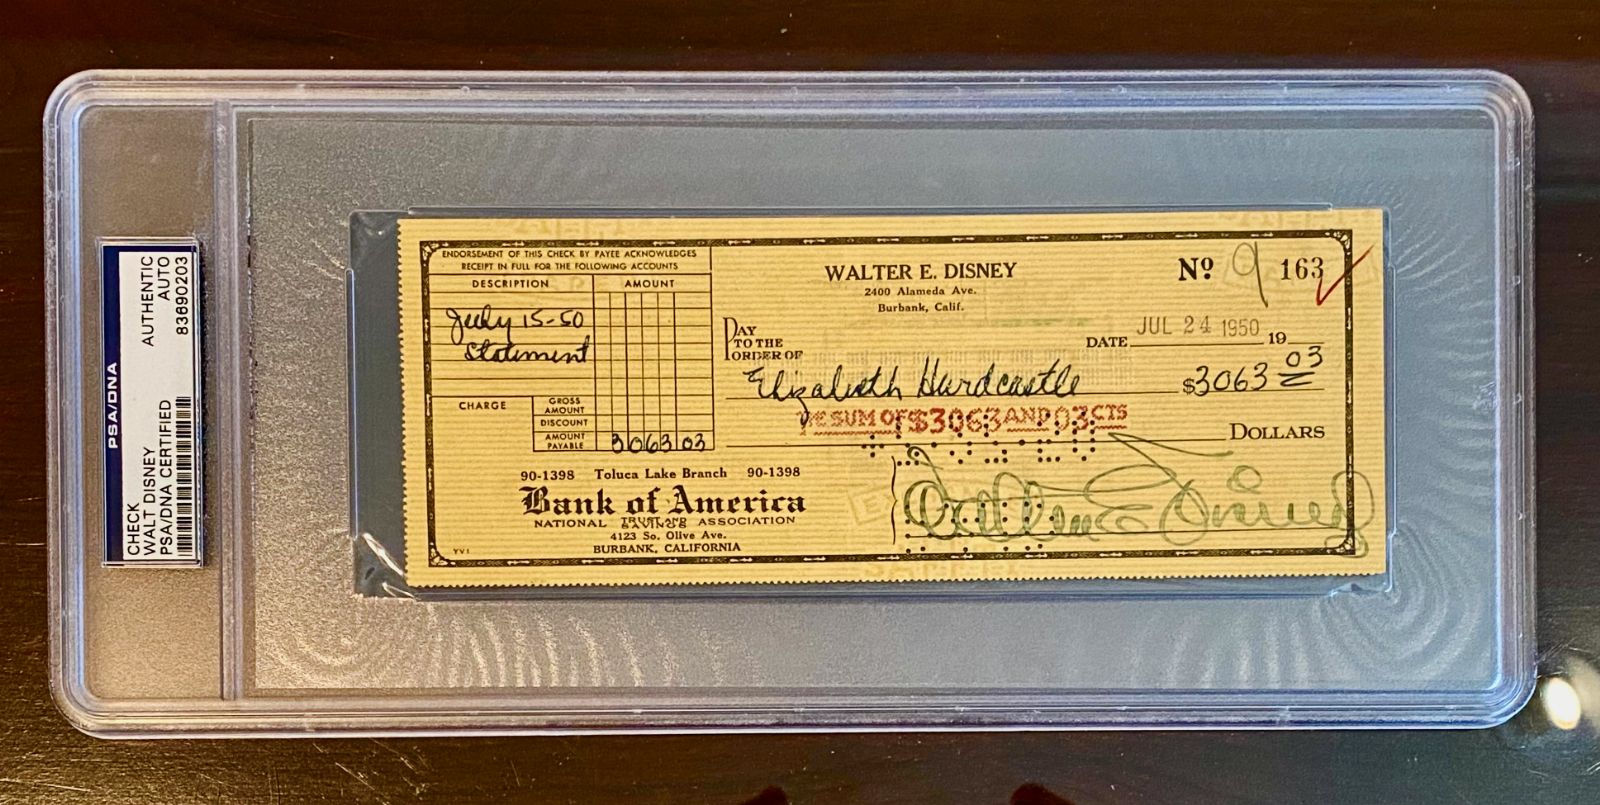 PSA/DNA
CHECK
WALT DISNEY
PSA/DNA CERTIFIED
AUTHENTIC
AUTO
83690203
ENDORSEMENT OF THIS CHECK BY PAYEE ACKNOWLEDGES
RECEIPT IN FULL FOR THE FOLLOWING ACCOUNTS
DESCRIPTION AMOUNT
July 15-50
Statement
CHARGE
GROSS AMOUNT
DISCOUNT
AMOUNT PAYABLE 3063 03
WALTER E. DISNEY
2400 Alameda Ave.
Burbank, Calif.
Nº 9 163
DATE JUL 24 1950 19
PAY TO THE ORDER OF
Elizabeth Hardcastle $3063 03
THE SUM OF $3063 AND 03 CTS
DOLLARS
90-1398 Toluca Lake Branch 90-1398
Bank of America
NATIONAL TRUST AND SAVINGS ASSOCIATION
4123 So. Olive Ave.
BURBANK, CALIFORNIA
YV1
Walter E Disney